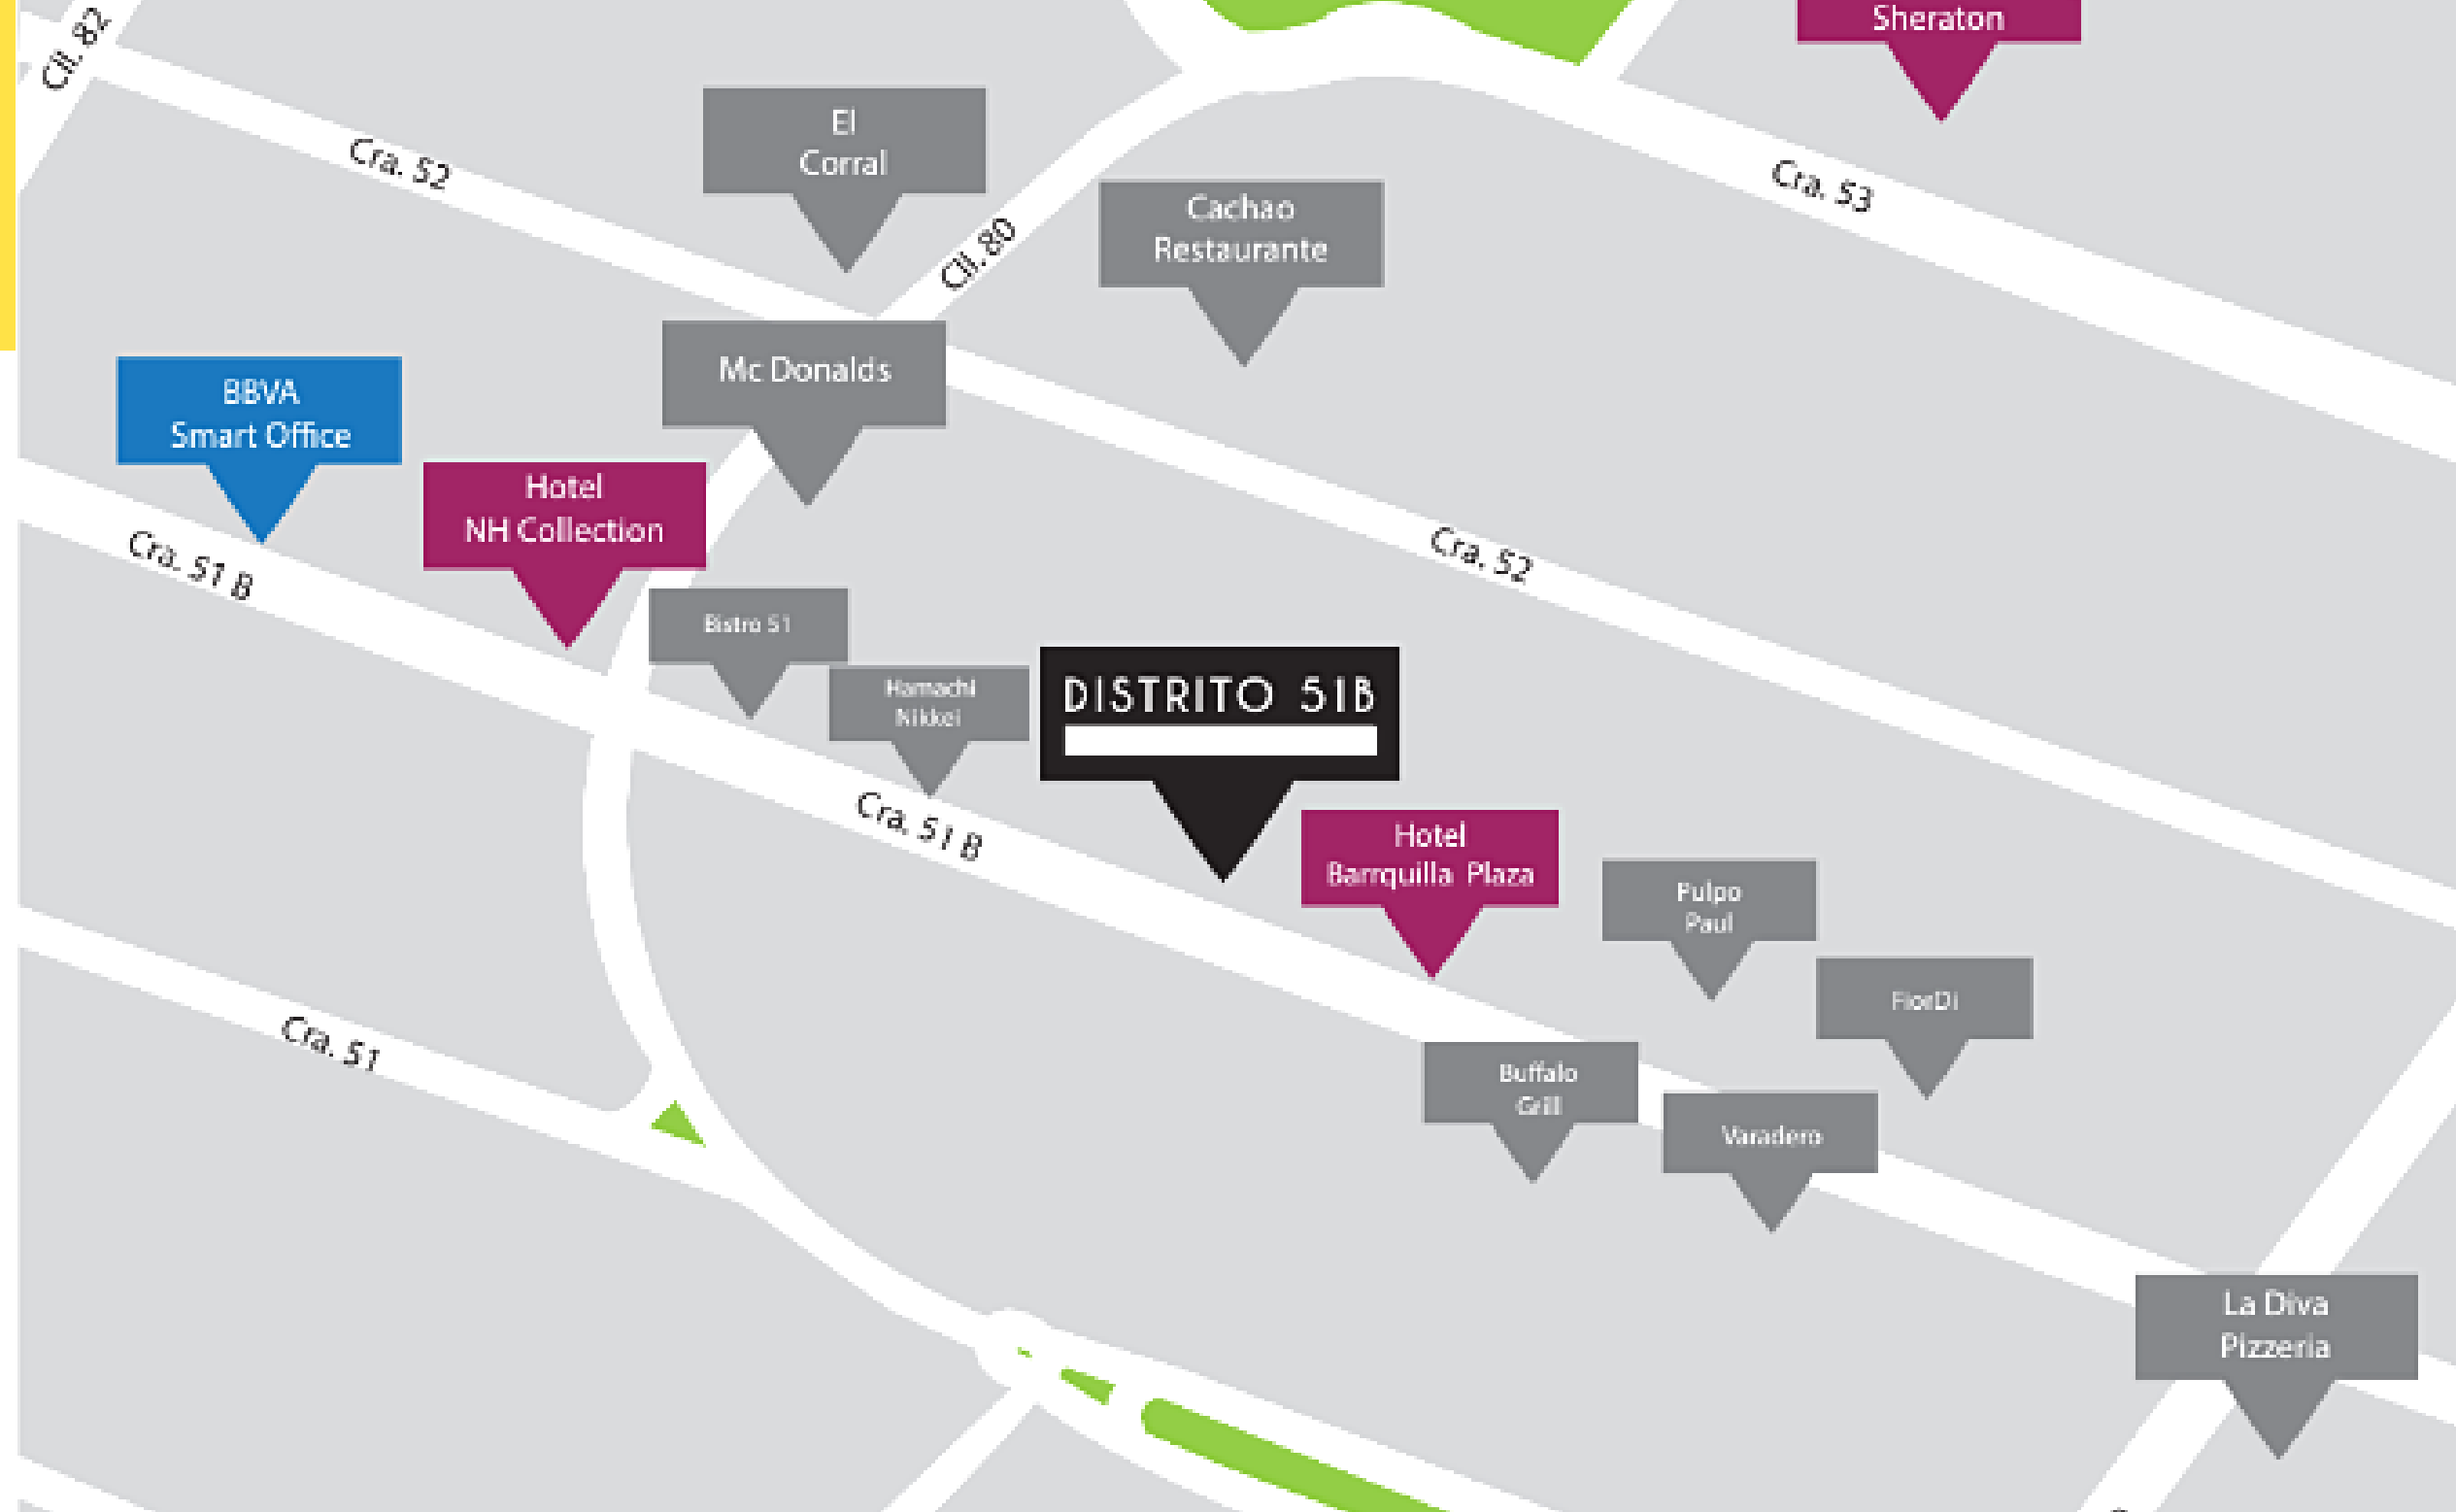 Sheraton
Cll. 82
El
Corral
Cra. 52
Cra. 53
Cachao
Restaurante
Cll. 80
Mc Donalds
BBVA
Smart Office
Hotel
NH Collection
Cra. 51 B
Cra. 52
Bistro 51
Hamachi
Nikkei
DISTRITO 51B
Cra. 51 B
Hotel
Barrquilla Plaza
Pulpo
Paul
FiorDi
Cra. 51
Buffalo
Grill
Varadero
La Diva
Pizzeria